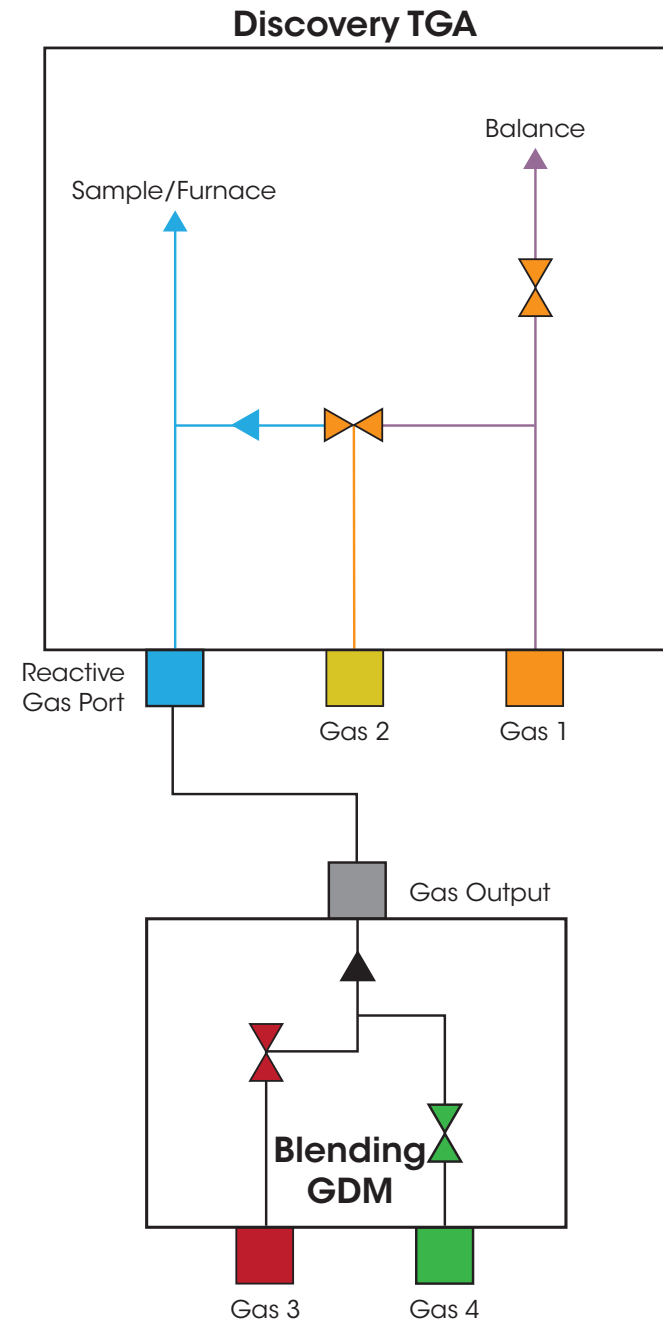 Discovery TGA
Balance
Sample/Furnace
Reactive
Gas Port
Gas 2
Gas 1
Gas Output
Blending
GDM
Gas 3
Gas 4